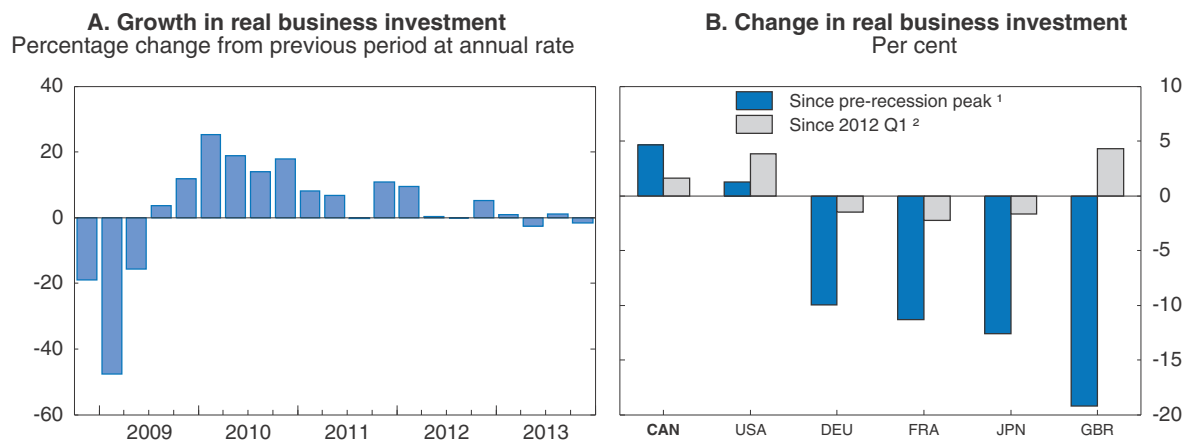 A. Growth in real business investment
Percentage change from previous period at annual rate
40
20
0
-20
-40
-60
2009 2010 2011 2012 2013
B. Change in real business investment
Per cent
Since pre-recession peak ¹
Since 2012 Q1 ²
10
5
0
-5
-10
-15
-20
CAN USA DEU FRA JPN GBR